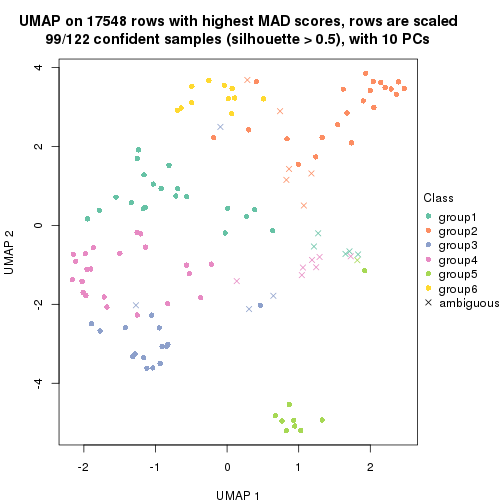 UMAP on 17548 rows with highest MAD scores, rows are scaled
99/122 confident samples (silhouette > 0.5), with 10 PCs
4
2
0
-2
-4
UMAP 2
-2
-1
0
1
2
UMAP 1
Class
group1
group2
group3
group4
group5
group6
ambiguous